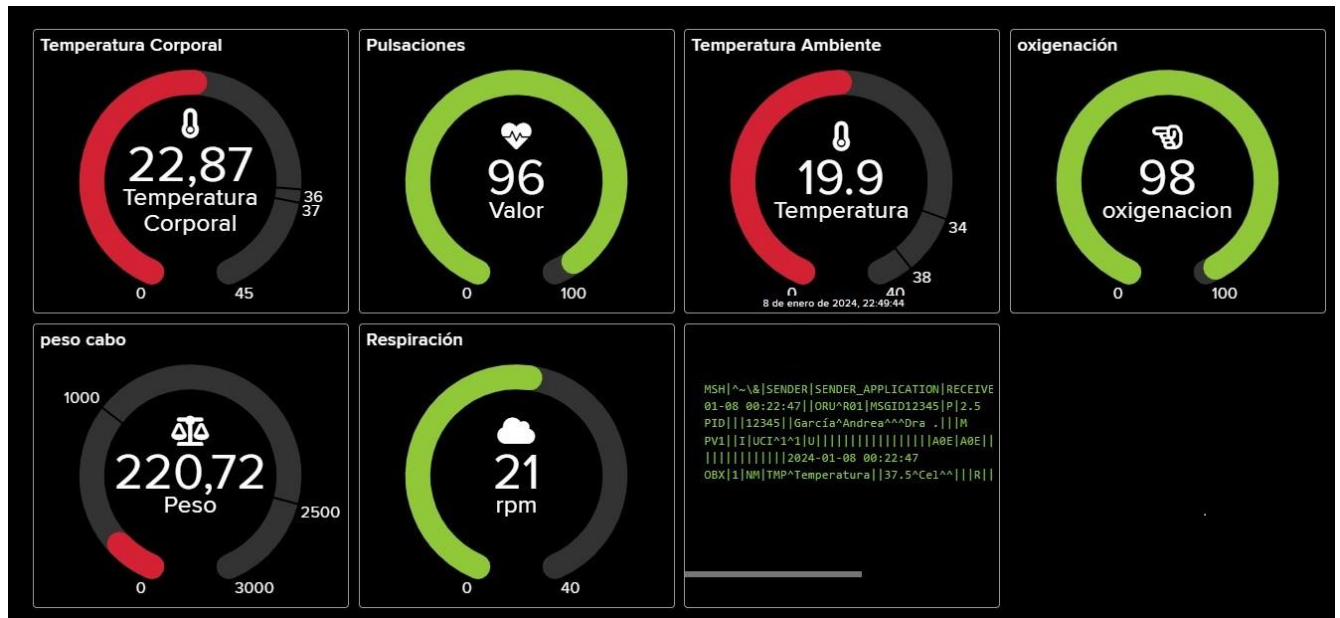 Temperatura Corporal
22,87
Temperatura
Corporal
36
37
0
45
Pulsaciones
96
Valor
0
100
Temperatura Ambiente
19.9
Temperatura
34
38
0
40
8 de enero de 2024, 22:49:44
oxigenación
98
oxigenacion
0
100
peso cabo
1000
220,72
Peso
2500
0
3000
Respiración
21
rpm
0
40
MSH|^~\&|SENDER|SENDER_APPLICATION|RECEIVE
01-08 00:22:47||ORU^R01|MSGID12345|P|2.5
PID|||12345||García^Andrea^^^Dra .|||M
PV1||I|UCI^1^1|U|||||||||||||||||A0E|A0E||
||||||||||||2024-01-08 00:22:47
OBX|1|NM|TMP^Temperatura||37.5^Cel^^|||R||